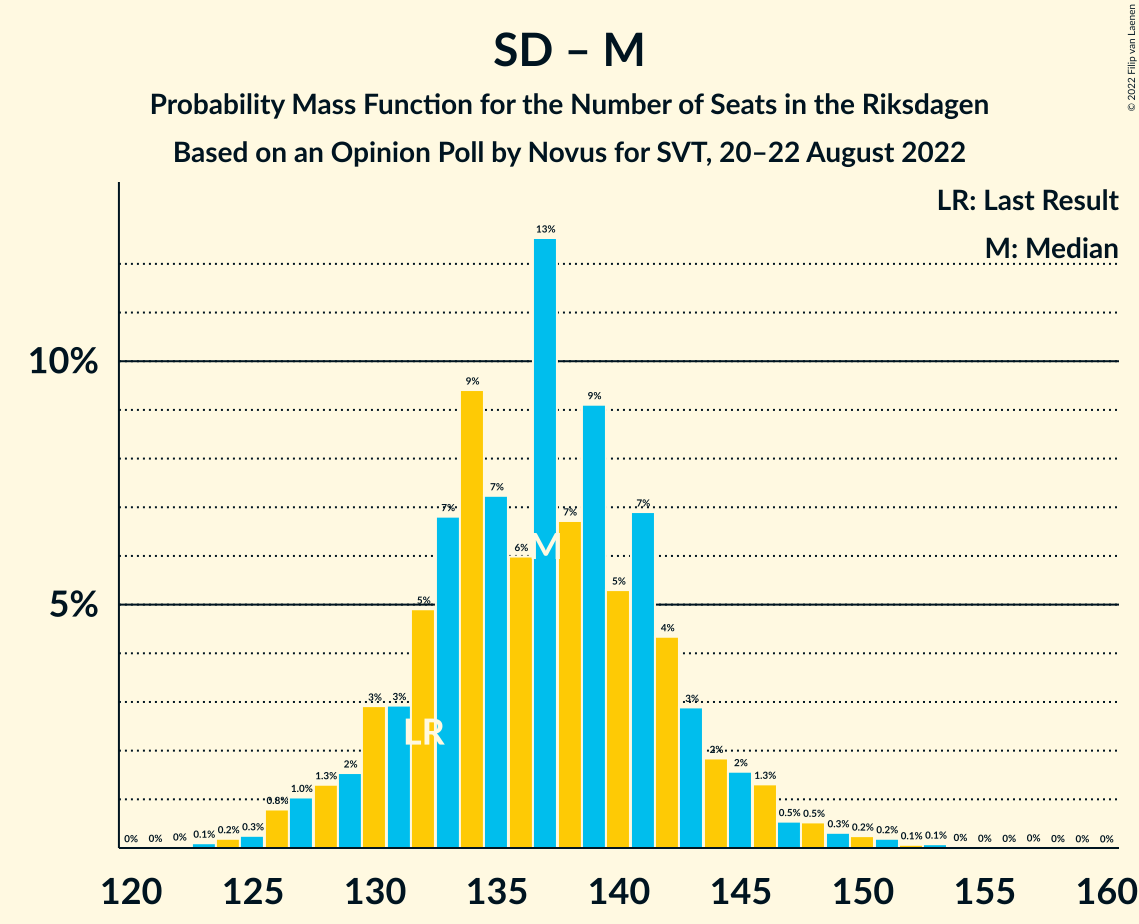 SD – M
Probability Mass Function for the Number of Seats in the Riksdagen
Based on an Opinion Poll by Novus for SVT, 20–22 August 2022
© 2022 Filip van Laenen
LR: Last Result
M: Median
10%
5%
0% 0% 0% 0.1% 0.2% 0.3% 0.8% 1.0% 1.3% 2% 3% 3% 5% 7% 9% 7% 6% 13% 7% 9% 5% 7% 4% 3% 2% 2% 1.3% 0.5% 0.5% 0.3% 0.2% 0.2% 0.1% 0.1% 0% 0% 0% 0% 0% 0% 0%
M
LR
120 125 130 135 140 145 150 155 160